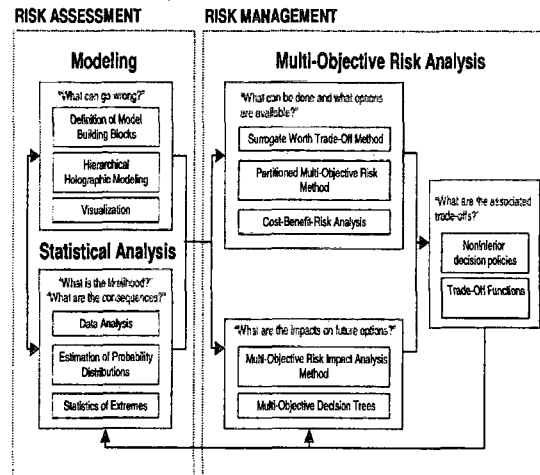 RISK ASSESSMENT
RISK MANAGEMENT
Modeling
"What can go wrong?"
Definition of Model
Building Blocks
Hierarchical
Holographic Modeling
Visualization
Statistical Analysis
"What is the likelihood?"
"What are the consequences?"
Data Analysis
Estimation of Probability
Distributions
Statistics of Extremes
Multi-Objective Risk Analysis
"What can be done and what options
are available?"
Surrogate Worth Trade-Off Method
Partitioned Multi-Objective Risk
Method
Cost-Benefit-Risk Analysis
"What are the impacts on future options?"
Multi-Objective Risk Impact Analysis
Method
Multi-Objective Decision Trees
"What are the associated
trade-offs?"
Noninferior
decision policies
Trade-Off Functions